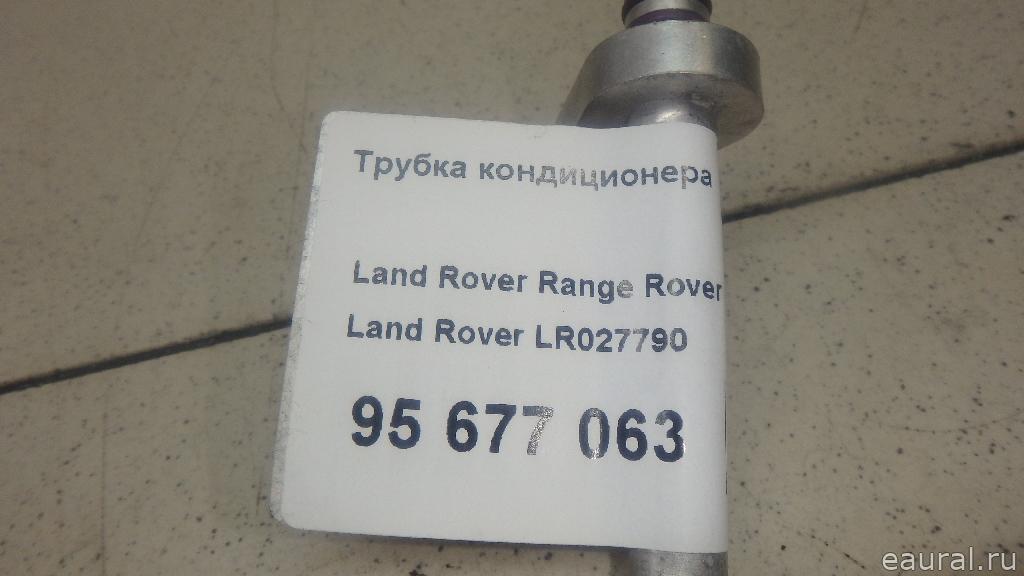 Трубка кондиционера
Land Rover Range Rover
Land Rover LR027790
95 677 063
eaural.ru